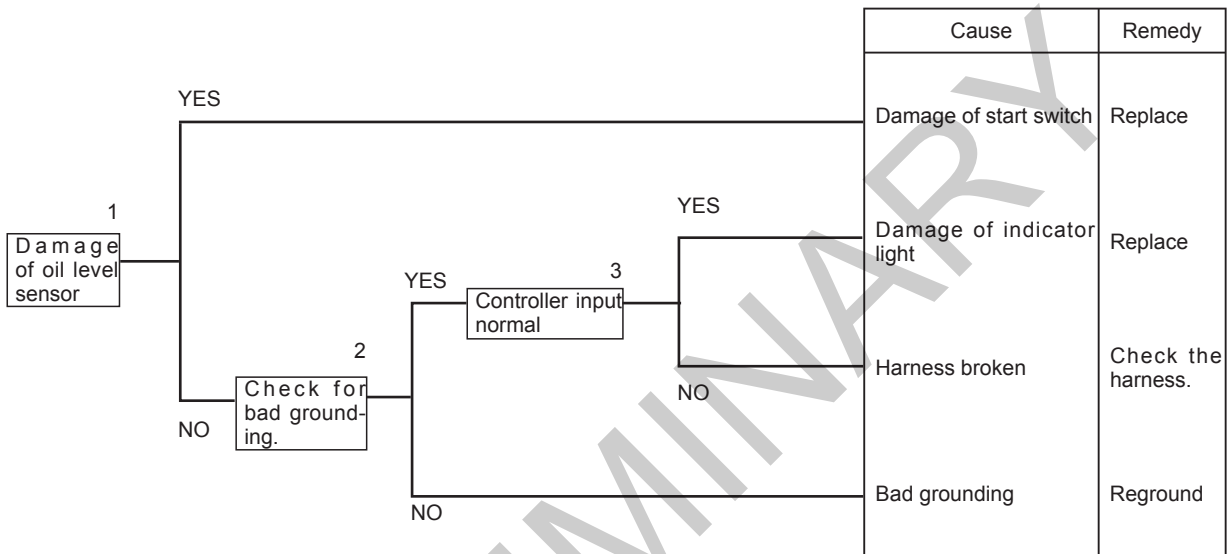 Cause Remedy
YES
Damage of start switch Replace
1
Damage
of oil level
sensor
YES
Damage of indicator
light
Replace
YES
3
Controller input
normal
2
Check for
bad ground-
ing.
NO
NO
Harness broken
Check the
harness.
NO
Bad grounding Reground
PRELIMINARY